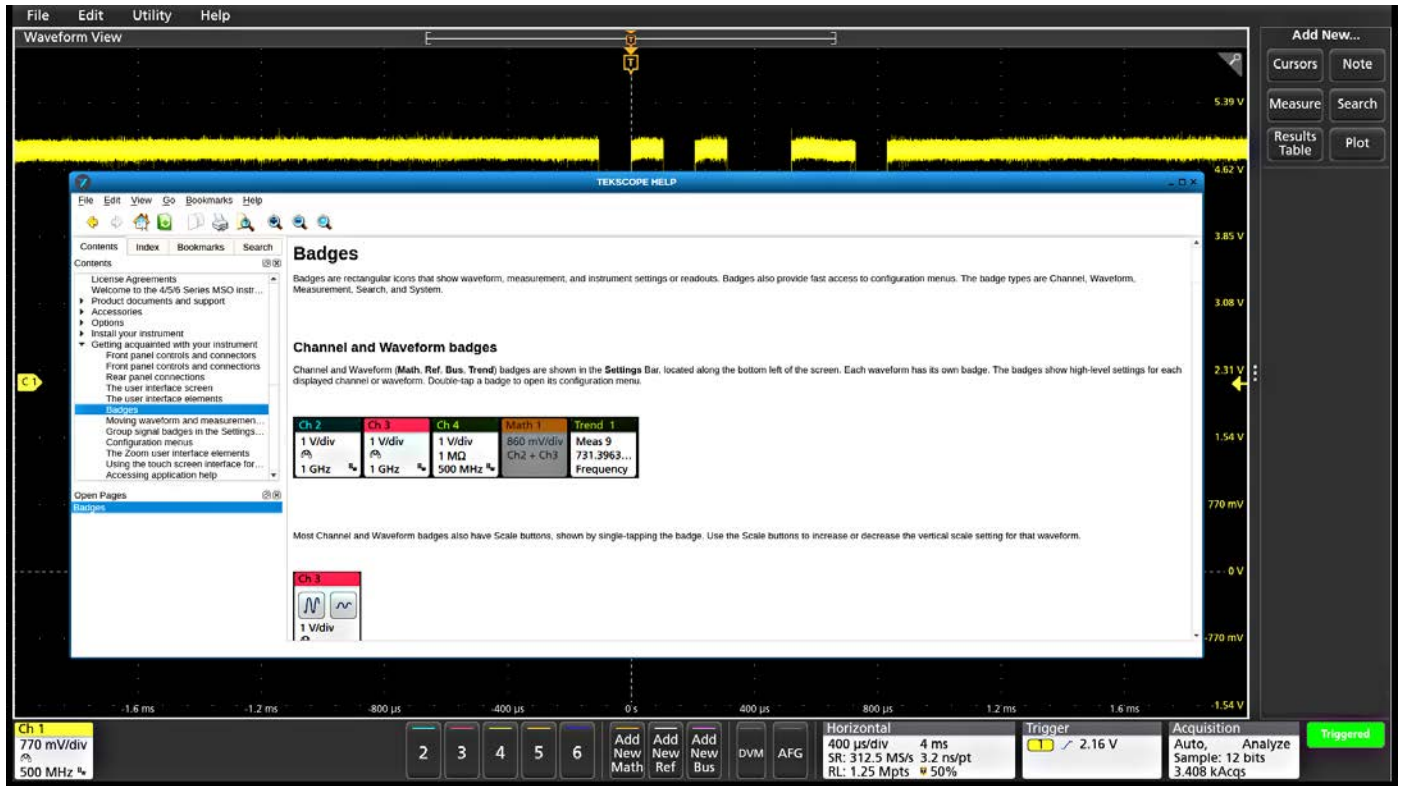 File Edit Utility Help
Waveform View
Add New...
Cursors Note
Measure Search
Results Table Plot
T
T
5.39 V
4.62 V
3.85 V
3.08 V
2.31 V
1.54 V
770 mV
0 V
-770 mV
-1.54 V
C 1
TEKSCOPE HELP
File Edit View Go Bookmarks Help
Contents Index Bookmarks Search
Contents
License Agreements
Welcome to the 4/5/6 Series MSO instr...
Product documents and support
Accessories
Options
Install your instrument
Getting acquainted with your instrument
Front panel controls and connectors
Front panel controls and connections
Rear panel connections
The user interface screen
The user interface elements
Badges
Moving waveform and measuremen...
Group signal badges in the Settings...
Configuration menus
The Zoom user interface elements
Using the touch screen interface for...
Accessing application help
Open Pages
Badges
Badges
Badges are rectangular icons that show waveform, measurement, and instrument settings or readouts. Badges also provide fast access to configuration menus. The badge types are Channel, Waveform,
Measurement, Search, and System.
Channel and Waveform badges
Channel and Waveform (Math, Ref, Bus, Trend) badges are shown in the Settings Bar, located along the bottom left of the screen. Each waveform has its own badge. The badges show high-level settings for each
displayed channel or waveform. Double-tap a badge to open its configuration menu.
Ch 2 Ch 3 Ch 4 Math 1 Trend 1
1 V/div 1 V/div 1 V/div 860 mV/div Meas 9
1 MΩ Ch2 + Ch3 731.3963...
1 GHz 1 GHz 500 MHz Frequency
Most Channel and Waveform badges also have Scale buttons, shown by single-tapping the badge. Use the Scale buttons to increase or decrease the vertical scale setting for that waveform.
Ch 3
1 V/div
-1.6 ms -1.2 ms -800 µs -400 µs 0 s 400 µs 800 µs 1.2 ms 1.6 ms
Ch 1
770 mV/div
500 MHz
2 3 4 5 6
Add New Math
Add New Ref
Add New Bus
DVM AFG
Horizontal
400 µs/div 4 ms
SR: 312.5 MS/s 3.2 ns/pt
RL: 1.25 Mpts 50%
Trigger
1 2.16 V
Acquisition
Auto, Analyze
Sample: 12 bits
3.408 kAcqs
Triggered